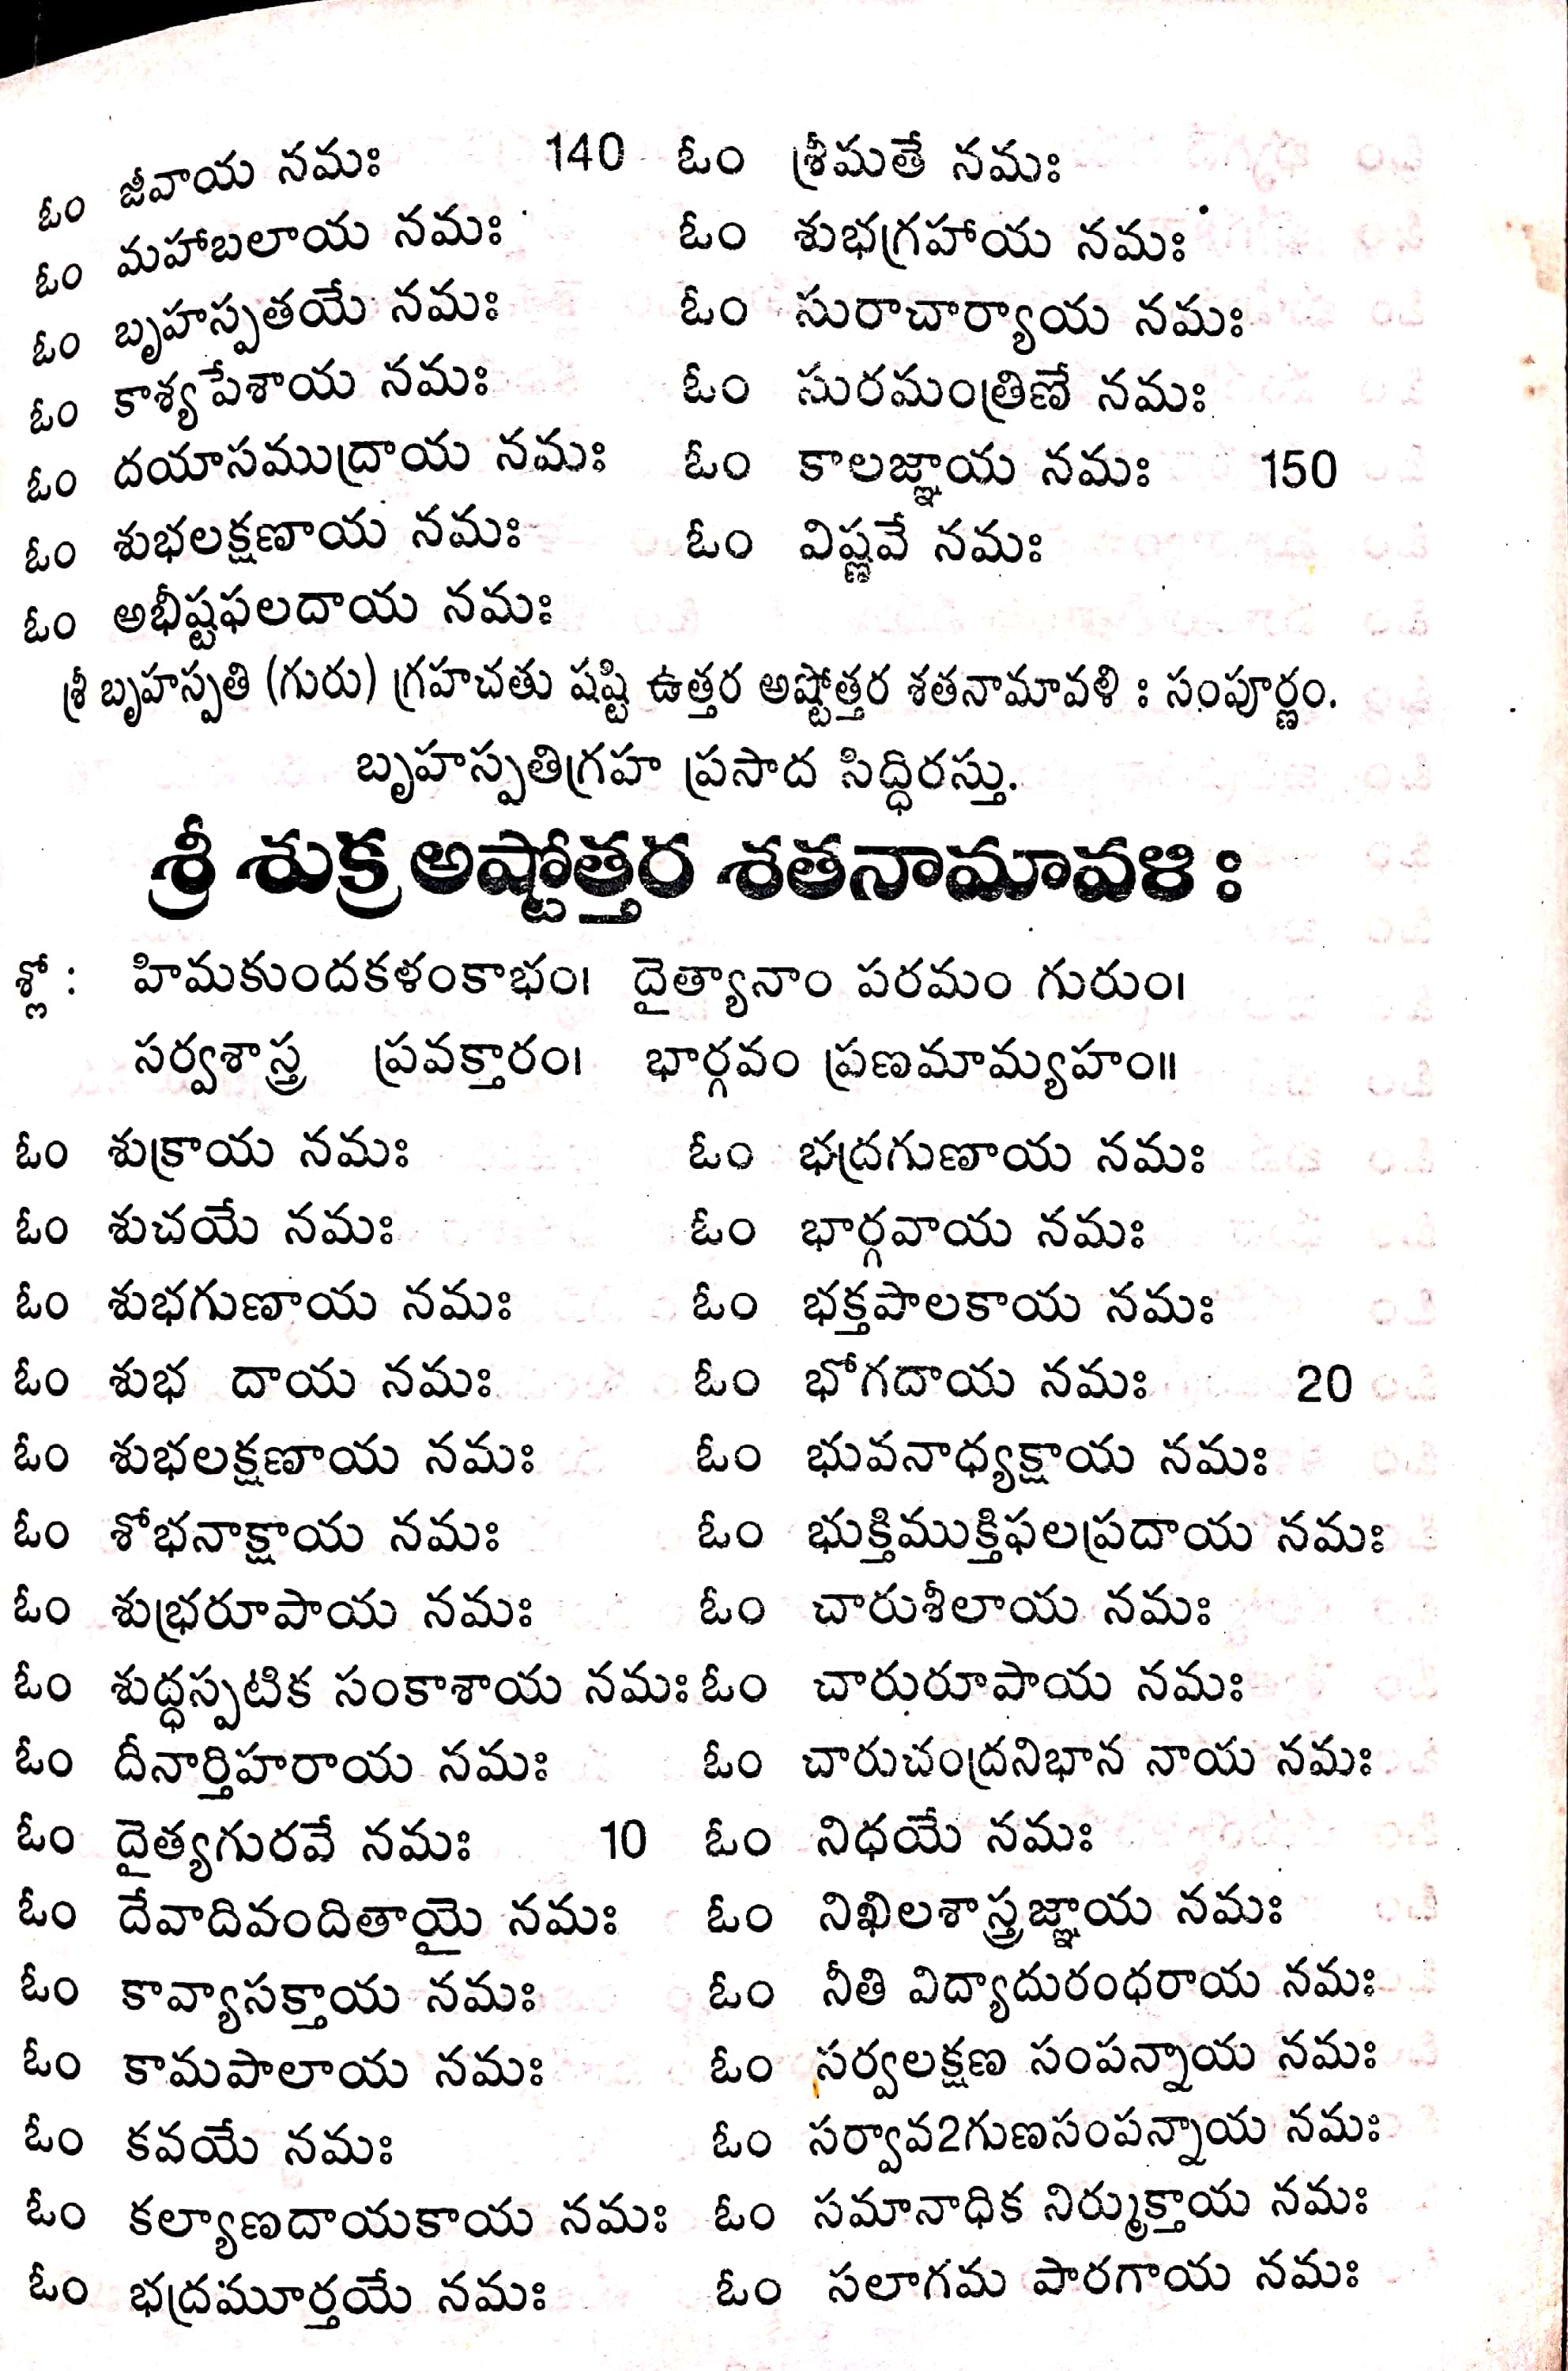 ఓం జీవాయ నమః 140
ఓం మహాబలాయ నమః
ఓం బృహస్పతయే నమః
ఓం కాశ్యపేశాయ నమః
ఓం దయాసముద్రాయ నమః
ఓం శుభలక్షణాయ నమః
ఓం అభీష్టఫలదాయ నమః
ఓం శ్రీమతే నమః
ఓం శుభగ్రహాయ నమః
ఓం సురాచార్యాయ నమః
ఓం సురమంత్రిణే నమః
ఓం కాలజ్ఞాయ నమః 150
ఓం విష్ణవే నమః
శ్రీ బృహస్పతి (గురు) గ్రహచతు షష్టి ఉత్తర అష్టోత్తర శతనామావళి ః సంపూర్ణం.
బృహస్పతిగ్రహ ప్రసాద సిద్ధిరస్తు.
శ్రీ శుక్ర అష్టోత్తర శతనామావళి ః
శ్లో : హిమకుందకళంకాభం। దైత్యానాం పరమం గురుం।
సర్వశాస్త్ర ప్రవక్తారం। భార్గవం ప్రణమామ్యహం॥
ఓం శుక్రాయ నమః
ఓం శుచయే నమః
ఓం శుభగుణాయ నమః
ఓం శుభ దాయ నమః
ఓం శుభలక్షణాయ నమః
ఓం శోభనాక్షాయ నమః
ఓం శుభ్రరూపాయ నమః
ఓం శుద్ధస్పటిక సంకాశాయ నమః
ఓం దీనార్తిహరాయ నమః
ఓం దైత్యగురవే నమః 10
ఓం దేవాదివందితాయై నమః
ఓం కావ్యాసక్తాయ నమః
ఓం కామపాలాయ నమః
ఓం కవయే నమః
ఓం కల్యాణదాయకాయ నమః
ఓం భద్రమూర్తయే నమః
ఓం భద్రగుణాయ నమః
ఓం భార్గవాయ నమః
ఓం భక్తపాలకాయ నమః
ఓం భోగదాయ నమః 20
ఓం భువనాధ్యక్షాయ నమః
ఓం భుక్తిముక్తిఫలప్రదాయ నమః
ఓం చారుశీలాయ నమః
ఓం చారురూపాయ నమః
ఓం చారుచంద్రనిభాన నాయ నమః
ఓం నిధయే నమః
ఓం నిఖిలశాస్త్రజ్ఞాయ నమః
ఓం నీతి విద్యాదురంధరాయ నమః
ఓం సర్వలక్షణ సంపన్నాయ నమః
ఓం సర్వావ2గుణసంపన్నాయ నమః
ఓం సమానాధిక నిర్ముక్తాయ నమః
ఓం సలాగమ పారగాయ నమః